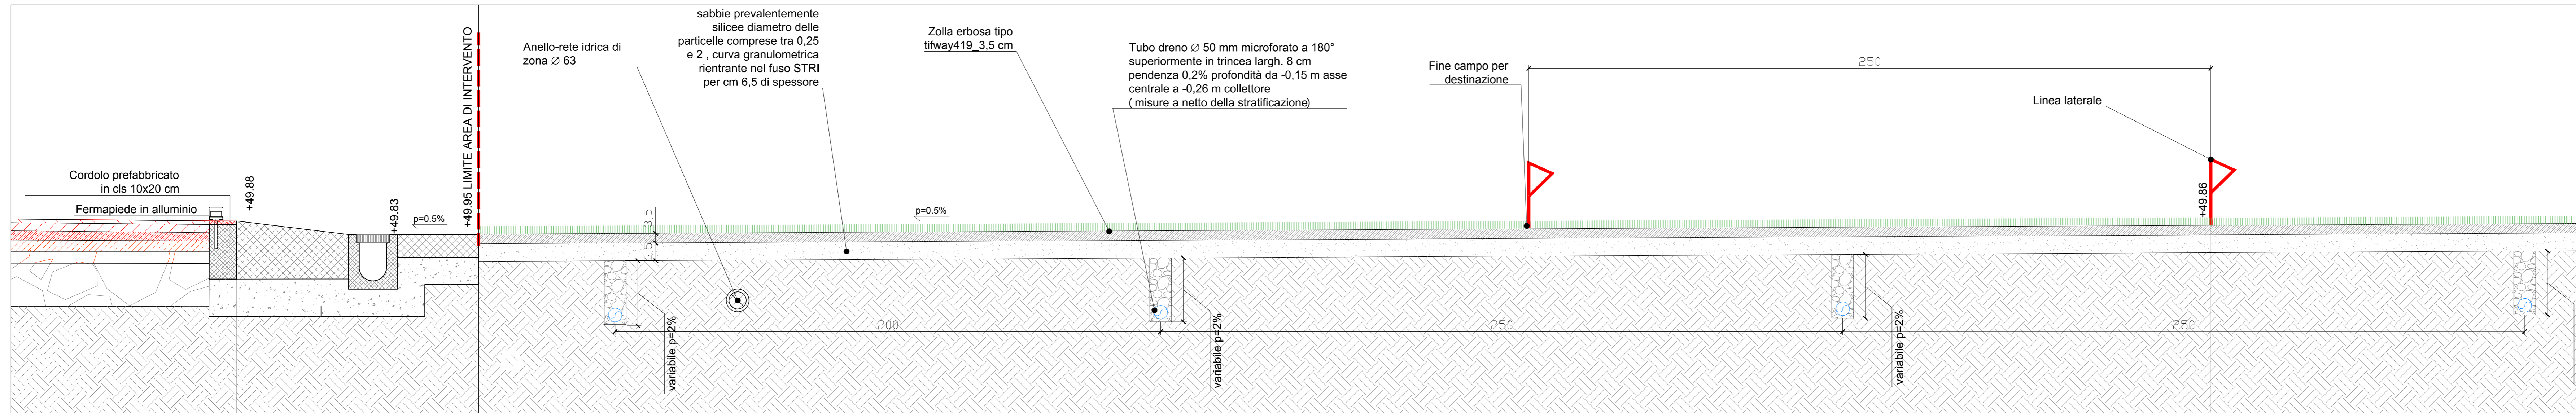 sabbie prevalentemente
silicee diametro delle
particelle comprese tra 0,25
e 2 , curva granulometrica
rientrante nel fuso STRI
per cm 6,5 di spessore
Anello-rete idrica di
zona ∅ 63
Zolla erbosa tipo
tifway419_3,5 cm
Tubo dreno ∅ 50 mm microforato a 180°
superiormente in trincea largh. 8 cm
pendenza 0,2% profondità da -0,15 m asse
centrale a -0,26 m collettore
( misure a netto della stratificazione)
Fine campo per
destinazione
250
Linea laterale
Cordolo prefabbricato
in cls 10x20 cm
Fermapiede in alluminio
+49.88
+49.83
p=0.5%
+49.95 LIMITE AREA DI INTERVENTO
3,5
6,5
p=0.5%
+49.86
variabile p=2%
200
variabile p=2%
250
variabile p=2%
250